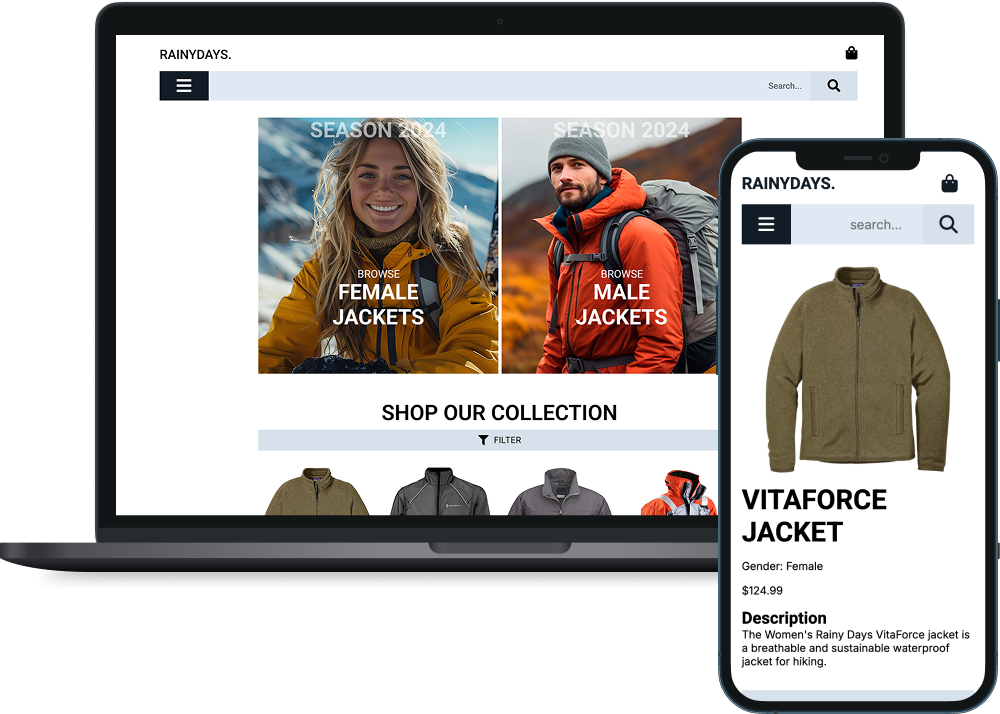 RAINYDAYS.
Search...
SEASON 2024
SEASON 2024
BROWSE
FEMALE
JACKETS
BROWSE
MALE
JACKETS
SHOP OUR COLLECTION
FILTER
RAINYDAYS.
search...
VITAFORCE
JACKET
Gender: Female
$124.99
Description
The Women's Rainy Days VitaForce jacket is
a breathable and sustainable waterproof
jacket for hiking.